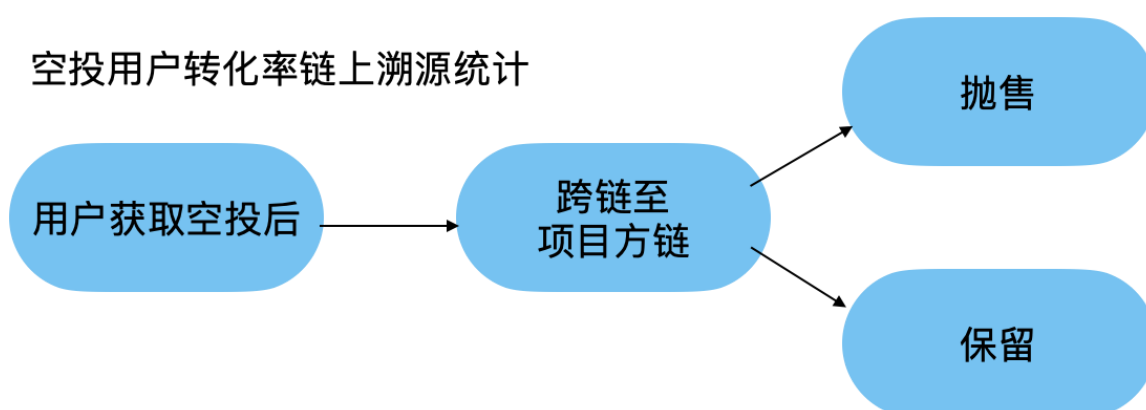 空投用户转化率链上溯源统计
用户获取空投后
跨链至
项目方链
抛售
保留